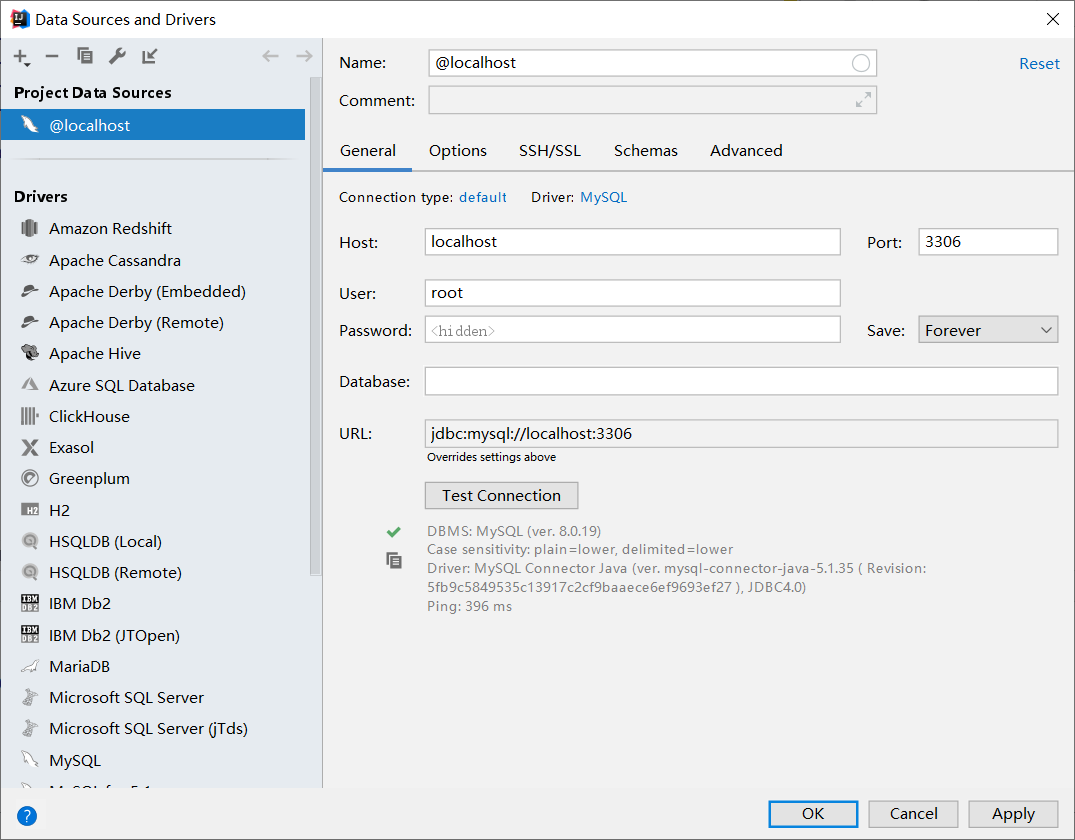 Data Sources and Drivers
Project Data Sources
@localhost
Drivers
Amazon Redshift
Apache Cassandra
Apache Derby (Embedded)
Apache Derby (Remote)
Apache Hive
Azure SQL Database
ClickHouse
Exasol
Greenplum
H2
HSQLDB (Local)
HSQLDB (Remote)
IBM Db2
IBM Db2 (JTOpen)
MariaDB
Microsoft SQL Server
Microsoft SQL Server (jTds)
MySQL
Name: @localhost
Reset
Comment:
General Options SSH/SSL Schemas Advanced
Connection type: default Driver: MySQL
Host: localhost Port: 3306
User: root
Password: <hidden> Save: Forever
Database:
URL: jdbc:mysql://localhost:3306
Overrides settings above
Test Connection
DBMS: MySQL (ver. 8.0.19)
Case sensitivity: plain=lower, delimited=lower
Driver: MySQL Connector Java (ver. mysql-connector-java-5.1.35 ( Revision:
5fb9c5849535c13917c2cf9baaece6ef9693ef27 ), JDBC4.0)
Ping: 396 ms
? OK Cancel Apply